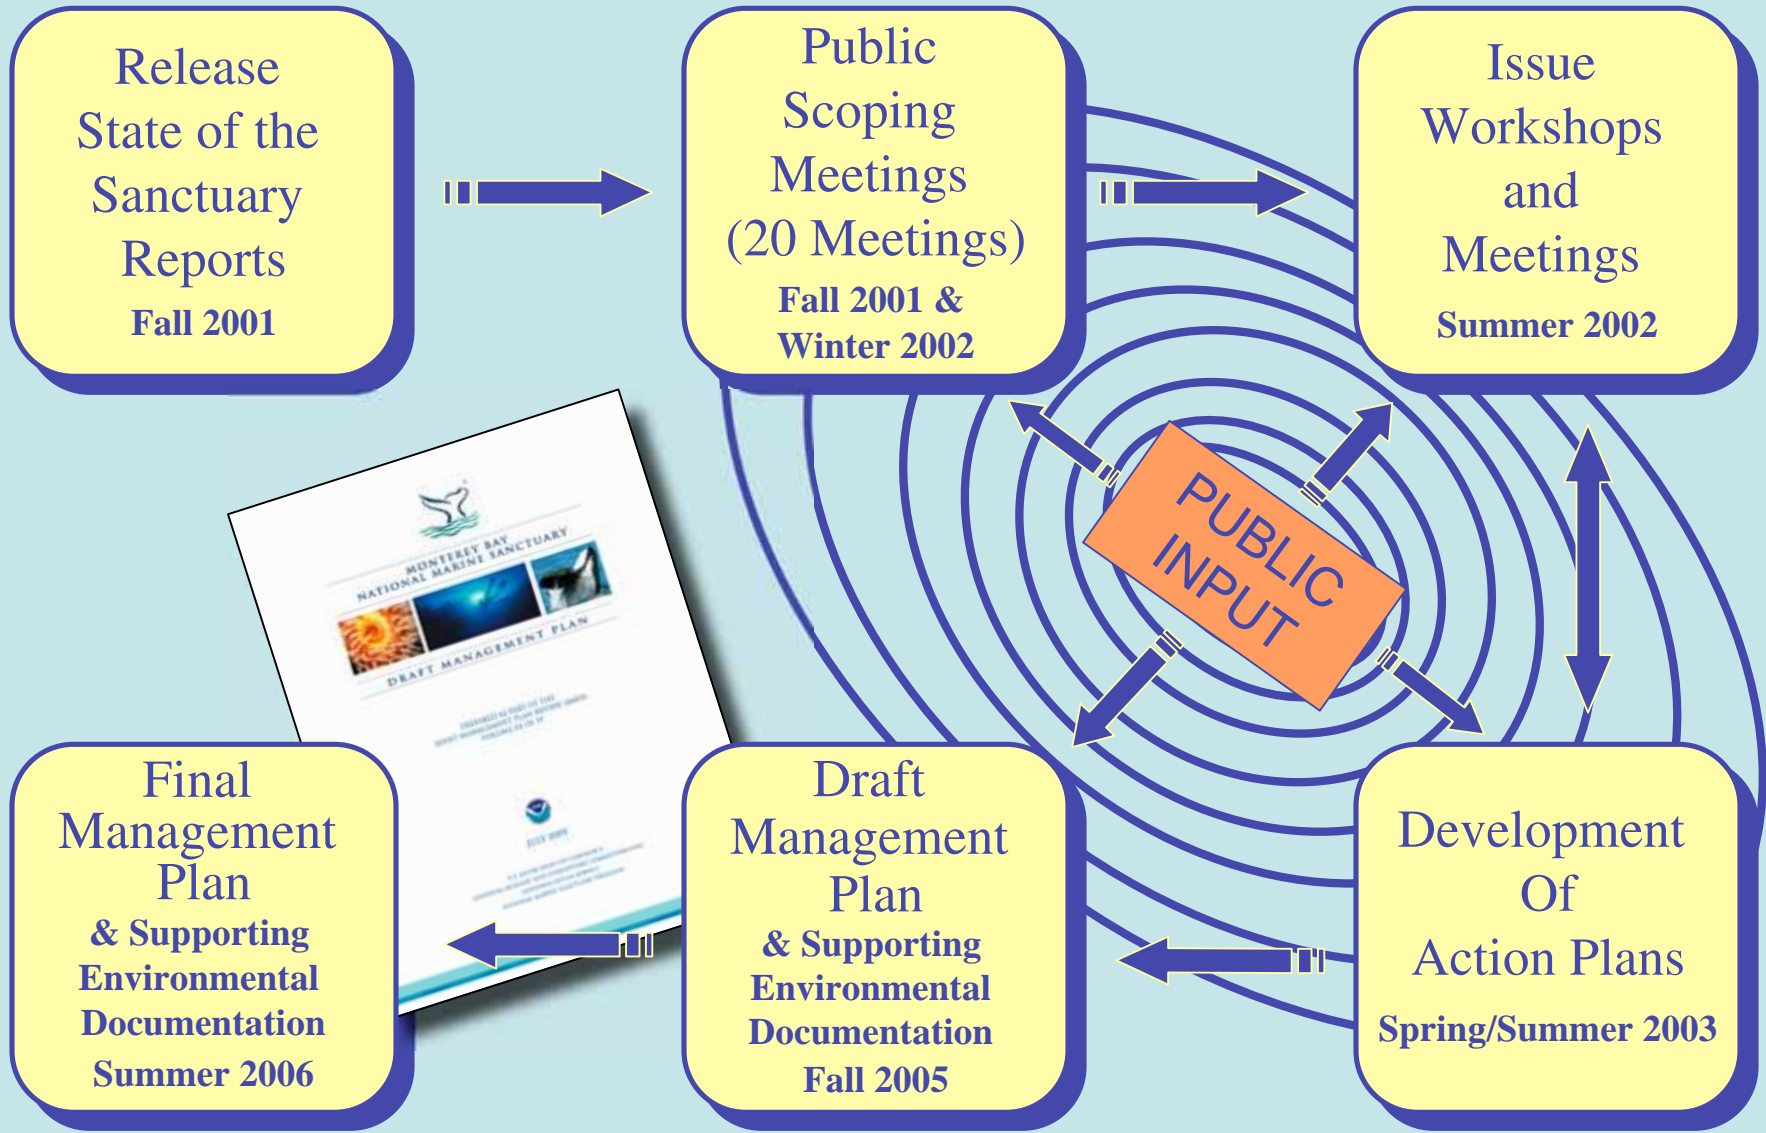 Release
State of the
Sanctuary
Reports
Fall 2001
Public
Scoping
Meetings
(20 Meetings)
Fall 2001 &
Winter 2002
Issue
Workshops
and
Meetings
Summer 2002
PUBLIC
INPUT
MONTEREY BAY
NATIONAL MARINE SANCTUARY
DRAFT MANAGEMENT PLAN
Final
Management
Plan
& Supporting
Environmental
Documentation
Summer 2006
Draft
Management
Plan
& Supporting
Environmental
Documentation
Fall 2005
Development
Of
Action Plans
Spring/Summer 2003